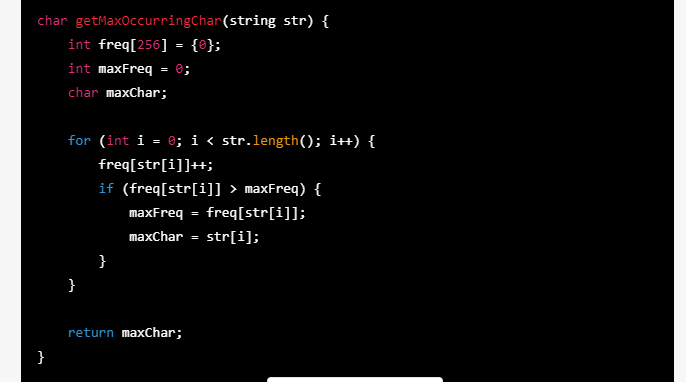 char getMaxOccurringChar(string str) {
    int freq[256] = {0};
    int maxFreq = 0;
    char maxChar;
    for (int i = 0; i < str.length(); i++) {
        freq[str[i]]++;
        if (freq[str[i]] > maxFreq) {
            maxFreq = freq[str[i]];
            maxChar = str[i];
        }
    }
    return maxChar;
}